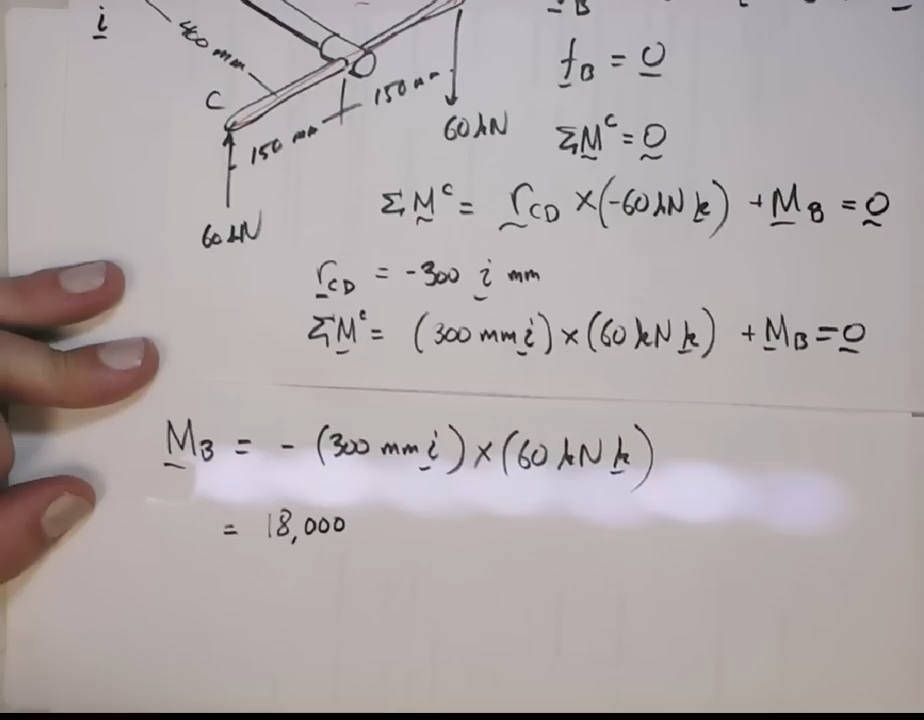 i
400 mm
f_B = 0
C
150 mm
150 mm
60 kN
ΣM^C = 0
ΣM^C = r_CD × (-60 kN k) + M_B = 0
60 kN
r_CD = -300 i mm
ΣM^C = (300 mm i) × (60 kN k) + M_B = 0
M_B = - (300 mm i) × (60 kN k)
= 18,000